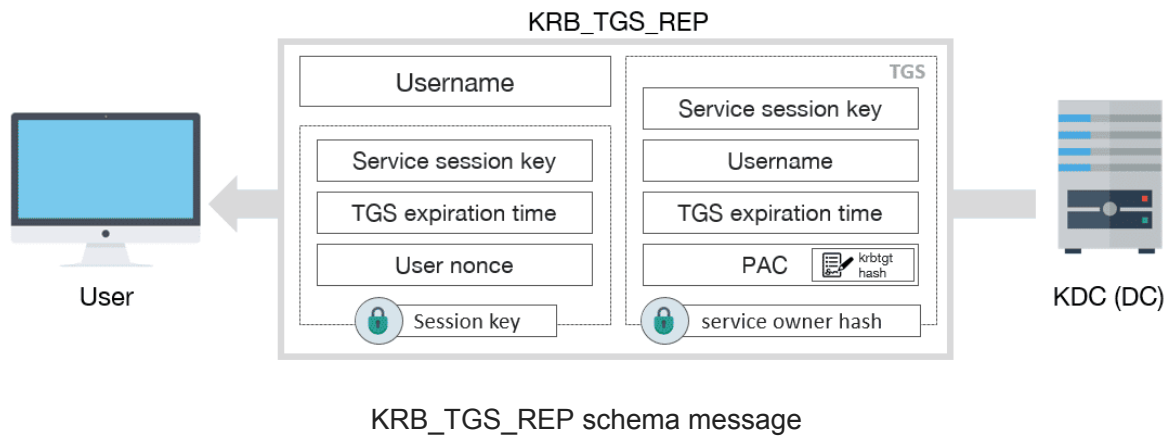 KRB_TGS_REP
Username
Service session key
TGS expiration time
User nonce
Session key
TGS
Service session key
Username
TGS expiration time
PAC
krbtgt
hash
service owner hash
User
KDC (DC)
KRB_TGS_REP schema message